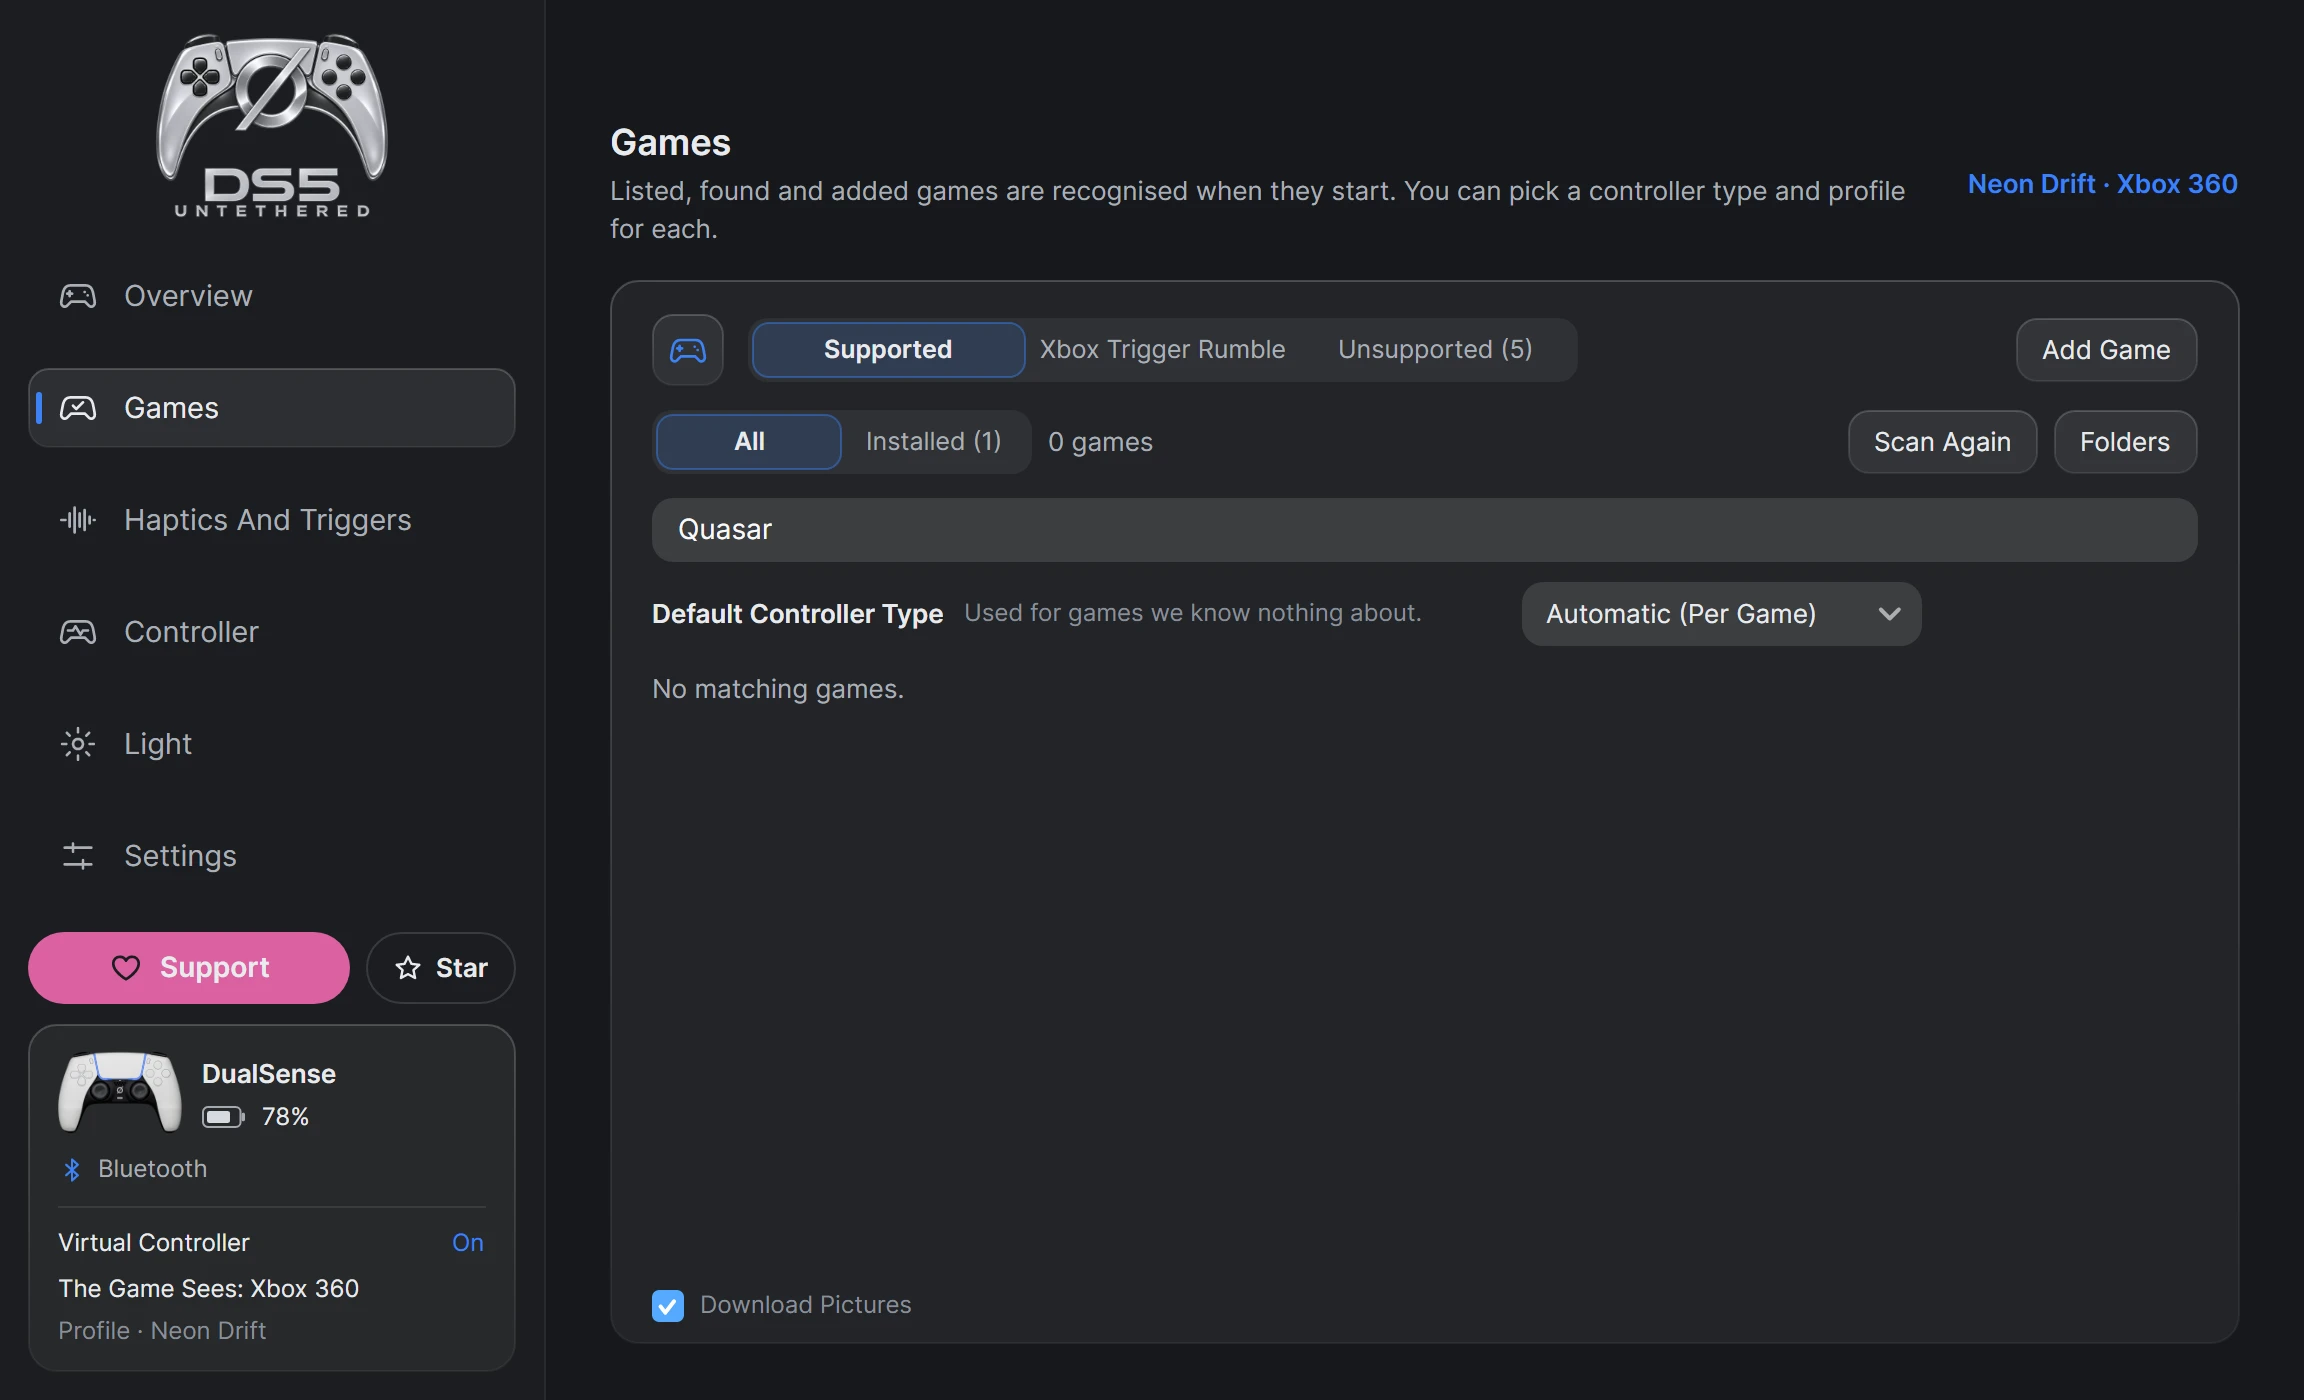 DS5
UNTETHERED
Overview
Games
Haptics And Triggers
Controller
Light
Settings
Support
Star
DualSense
78%
Bluetooth
Virtual Controller
On
The Game Sees: Xbox 360
Profile · Neon Drift
Games
Listed, found and added games are recognised when they start. You can pick a controller type and profile
for each.
Neon Drift · Xbox 360
Supported
Xbox Trigger Rumble
Unsupported (5)
Add Game
All
Installed (1)
0 games
Scan Again
Folders
Quasar
Default Controller Type
Used for games we know nothing about.
Automatic (Per Game)
No matching games.
Download Pictures